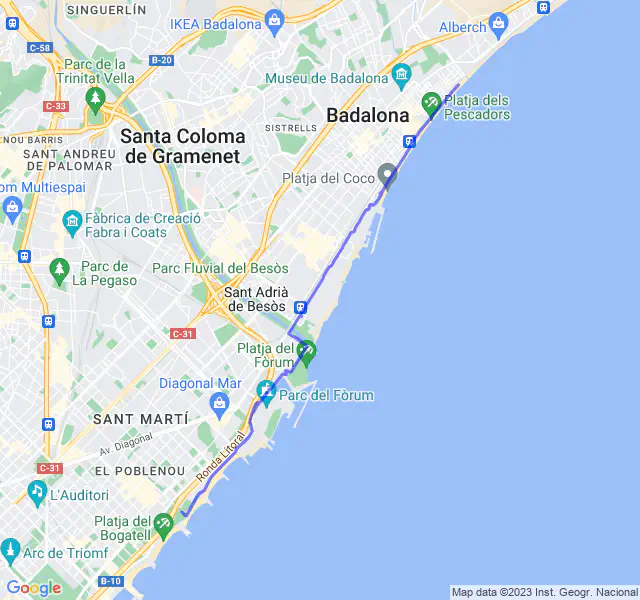 SINGUERLÍN
IKEA Badalona
Alberch
C-58
B-20
B-20
Parc de la
Trinitat Vella
Museu de Badalona
C-33
Badalona
Platja dels
Pescadors
NOU BARRIS
SISTRELLS
SANT ANDREU
DE PALOMAR
Santa Coloma
de Gramenet
Platja del Coco
om Multiespai
Fàbrica de Creació
Fabra i Coats
Parc de
La Pegaso
Parc Fluvial del Besòs
Sant Adrià
de Besòs
C-31
Platja del
Fòrum
Diagonal Mar
Parc del Fòrum
SANT MARTÍ
Av. Diagonal
Ronda Litoral
C-31
EL POBLENOU
L'Auditori
Platja del
Bogatell
Arc de Triomf
B-10
Google
Map data ©2023 Inst. Geogr. Nacional